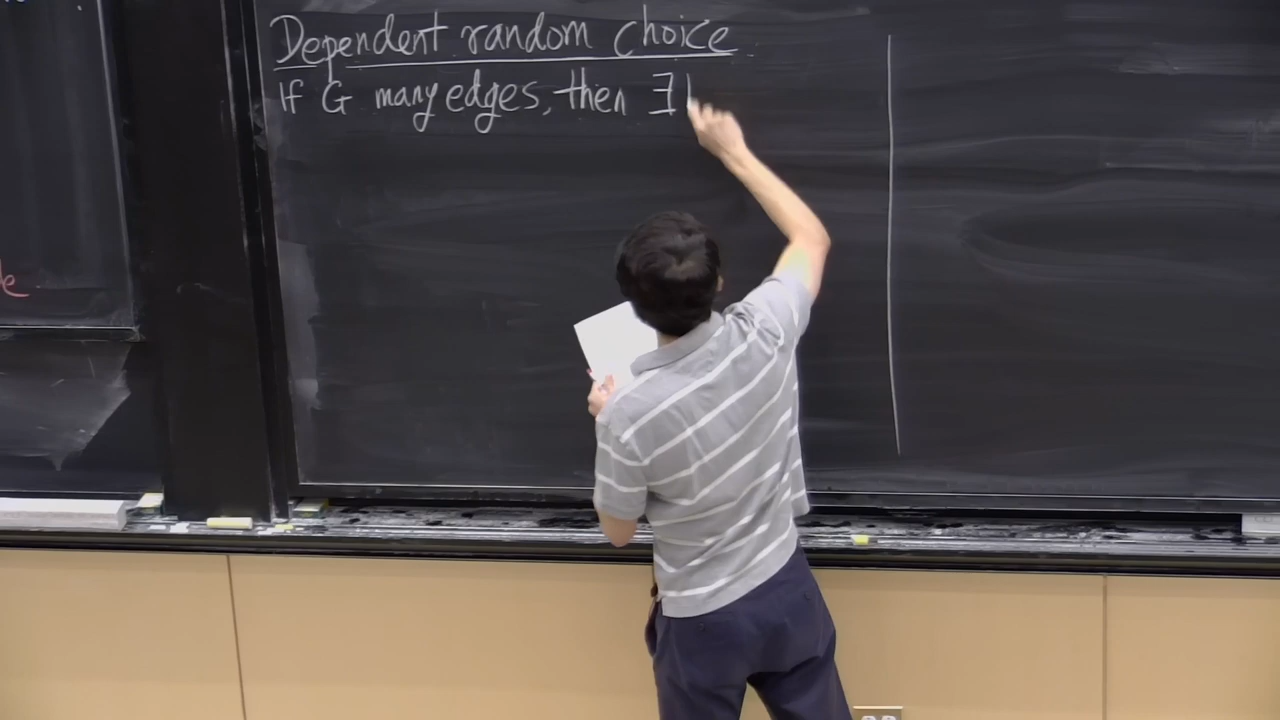 Dependent random choice
If G many edges, then ∃